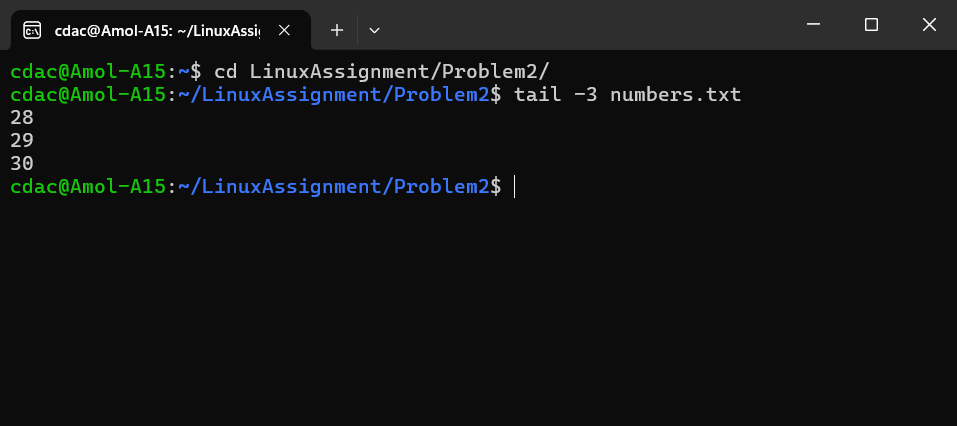 cdac@Amol-A15: ~/LinuxAssi
cdac@Amol-A15:~$ cd LinuxAssignment/Problem2/
cdac@Amol-A15:~/LinuxAssignment/Problem2$ tail -3 numbers.txt
28
29
30
cdac@Amol-A15:~/LinuxAssignment/Problem2$